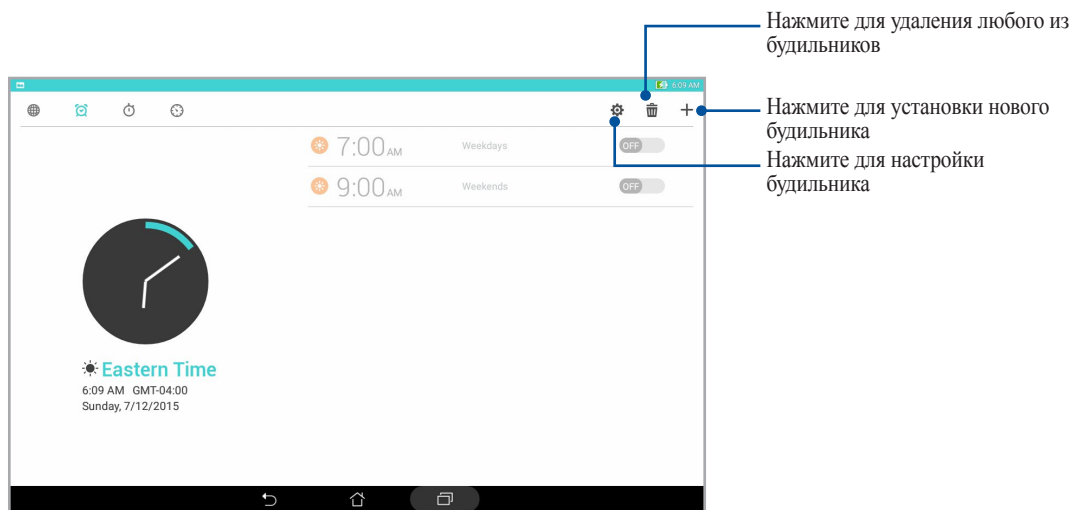 Нажмите для удаления любого из
будильников
6:09 AM
Нажмите для установки нового
будильника
Нажмите для настройки
будильника
7:00 AM Weekdays OFF
9:00 AM Weekends OFF
Eastern Time
6:09 AM GMT-04:00
Sunday, 7/12/2015